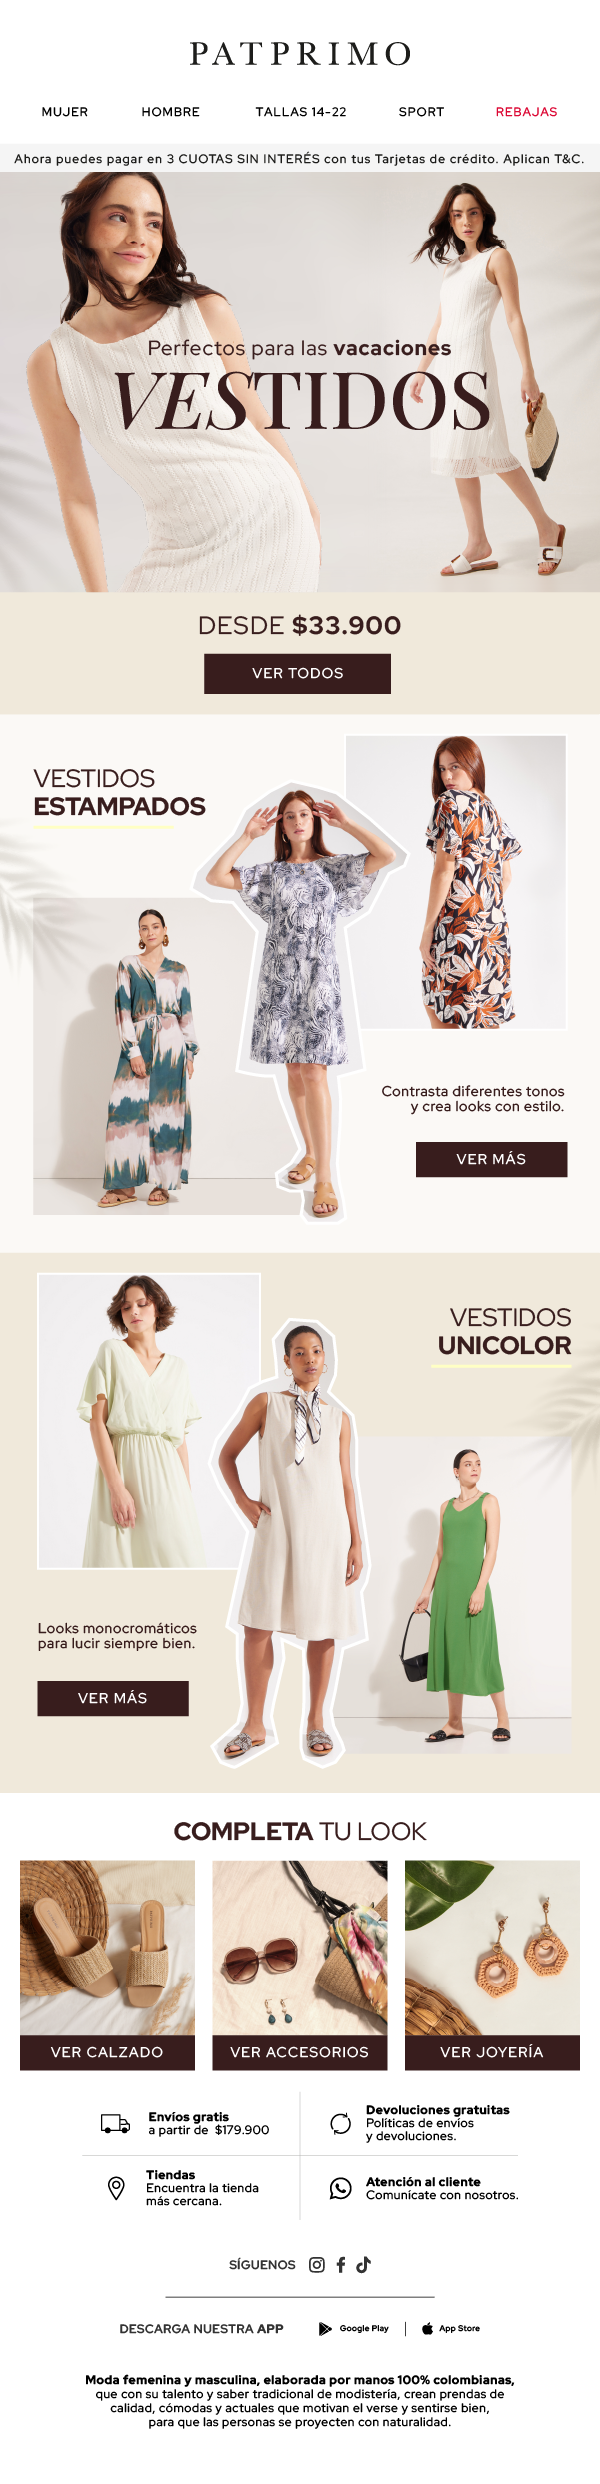 PATPRIMO
MUJER HOMBRE TALLAS 14-22 SPORT REBAJAS
Ahora puedes pagar en 3 CUOTAS SIN INTERÉS con tus Tarjetas de crédito. Aplican T&C.
Perfectos para las vacaciones
VESTIDOS
DESDE $33.900
VER TODOS
VESTIDOS
ESTAMPADOS
Contrasta diferentes tonos
y crea looks con estilo.
VER MÁS
VESTIDOS
UNICOLOR
Looks monocromáticos
para lucir siempre bien.
VER MÁS
COMPLETA TU LOOK
VER CALZADO
VER ACCESORIOS
VER JOYERÍA
Envíos gratis
a partir de $179.900
Devoluciones gratuitas
Políticas de envíos
y devoluciones.
Tiendas
Encuentra la tienda
más cercana.
Atención al cliente
Comunícate con nosotros.
SÍGUENOS
DESCARGA NUESTRA APP Google Play App Store
Moda femenina y masculina, elaborada por manos 100% colombianas,
que con su talento y saber tradicional de modistería, crean prendas de
calidad, cómodas y actuales que motivan el verse y sentirse bien,
para que las personas se proyecten con naturalidad.